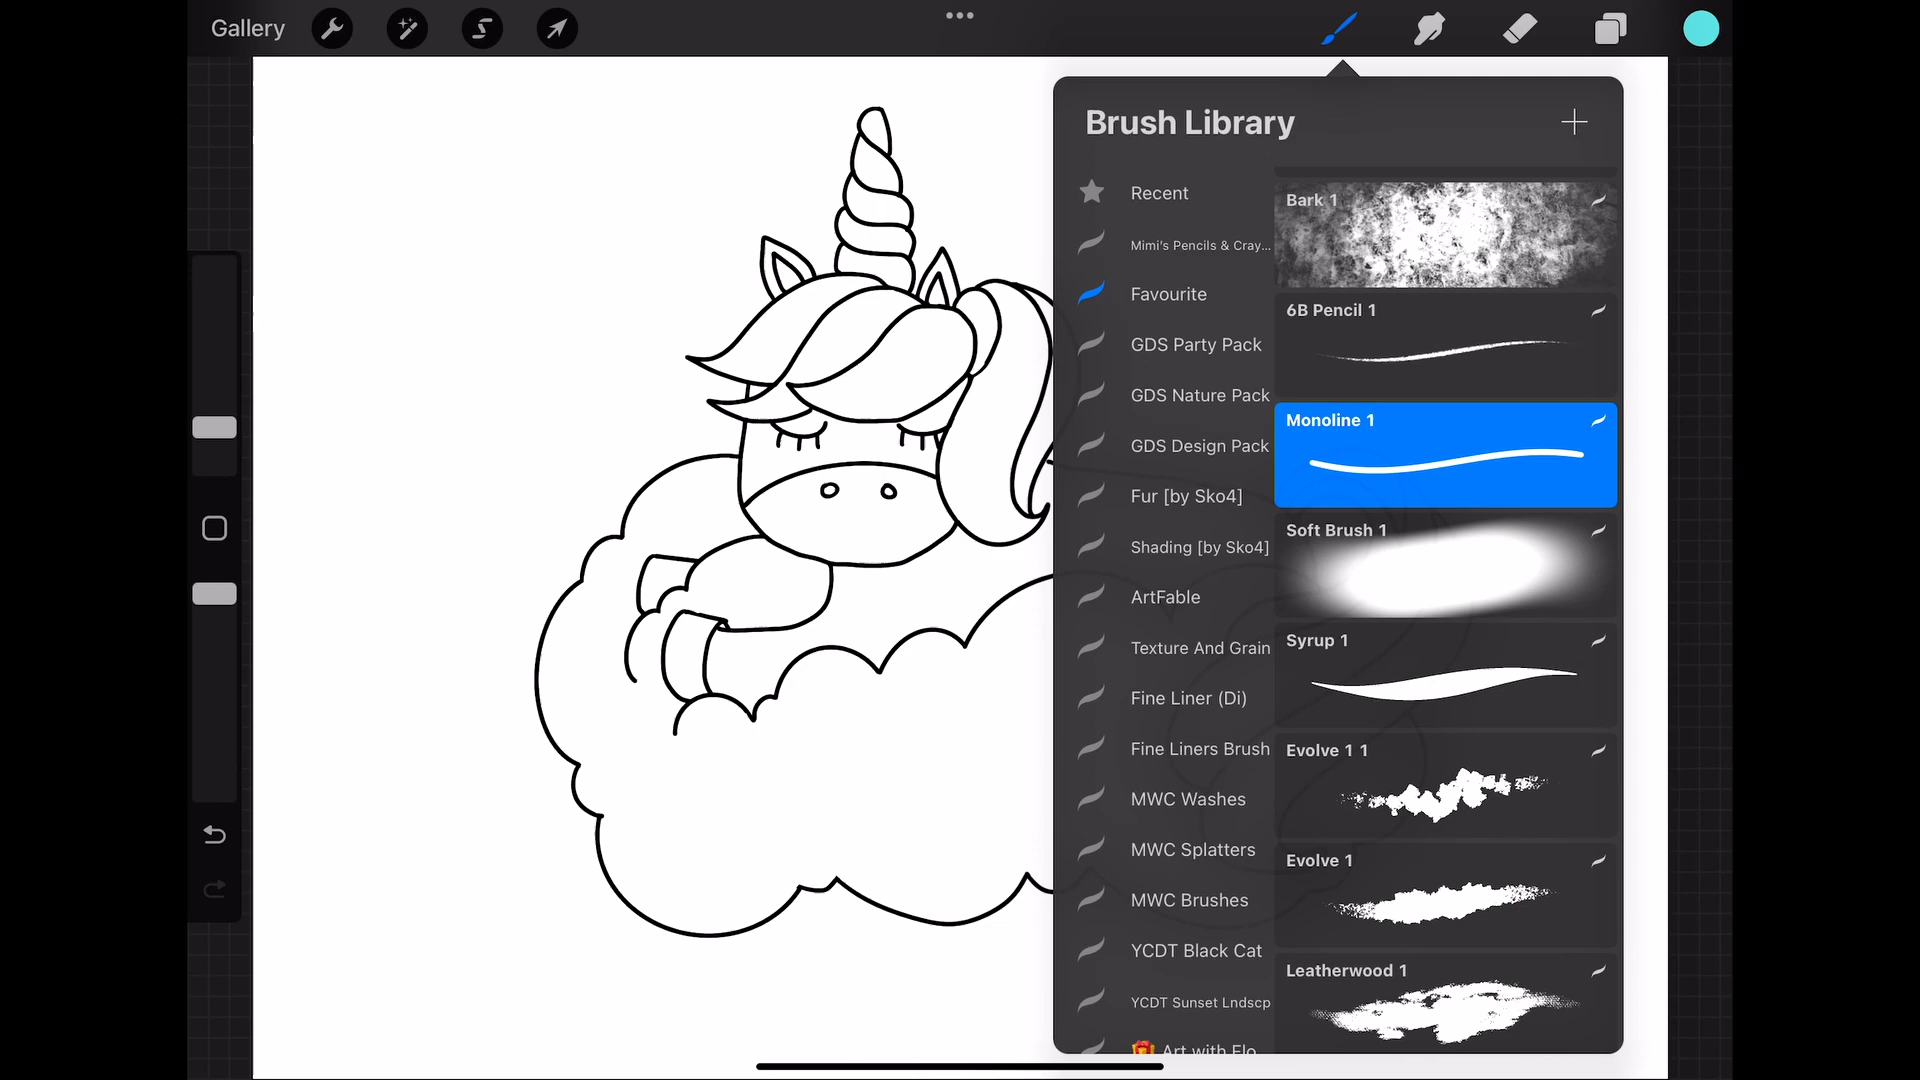 Gallery
Brush Library
Recent
Mimi's Pencils & Cray...
Favourite
GDS Party Pack
GDS Nature Pack
GDS Design Pack
Fur [by Sko4]
Shading [by Sko4]
ArtFable
Texture And Grain
Fine Liner (Di)
Fine Liners Brush
MWC Washes
MWC Splatters
MWC Brushes
YCDT Black Cat
YCDT Sunset Lndscp
Art with Flo
Bark 1
6B Pencil 1
Monoline 1
Soft Brush 1
Syrup 1
Evolve 1 1
Evolve 1
Leatherwood 1